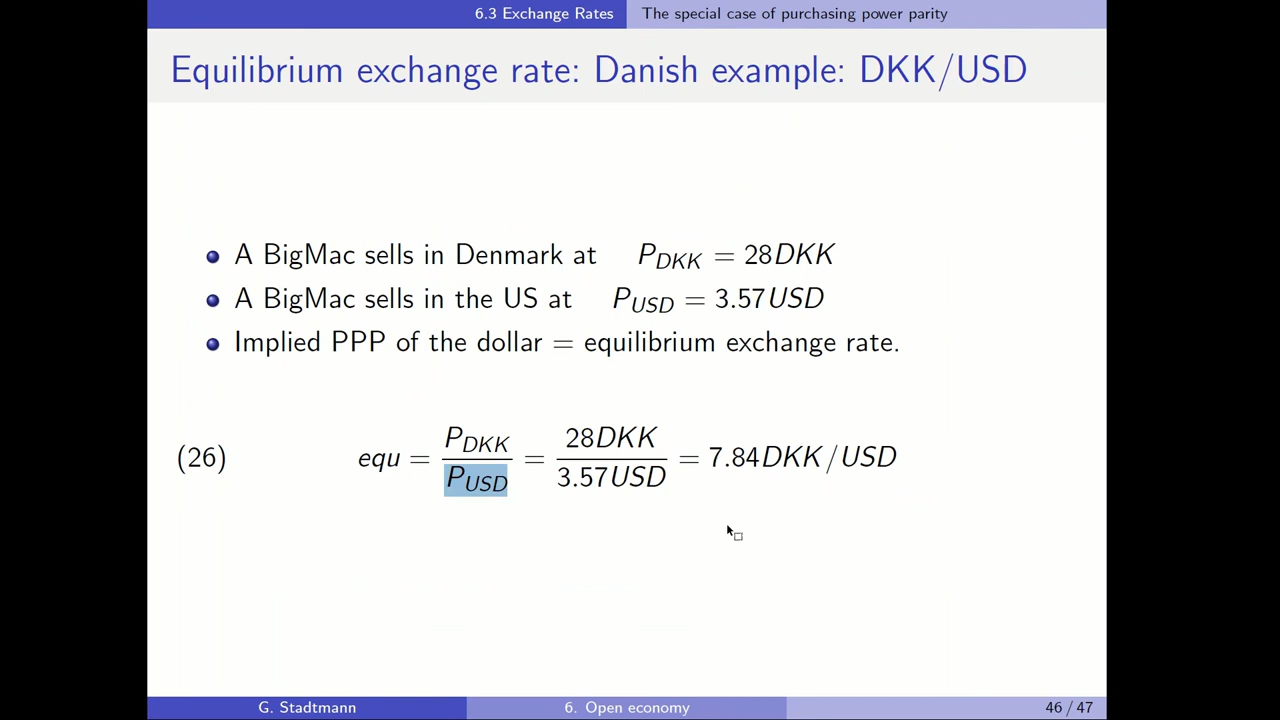 6.3 Exchange Rates The special case of purchasing power parity
Equilibrium exchange rate: Danish example: DKK/USD
A BigMac sells in Denmark at P_DKK = 28DKK
A BigMac sells in the US at P_USD = 3.57USD
Implied PPP of the dollar = equilibrium exchange rate.
(26) equ = P_DKK / P_USD = 28DKK / 3.57USD = 7.84DKK/USD
G. Stadtmann 6. Open economy 46 / 47